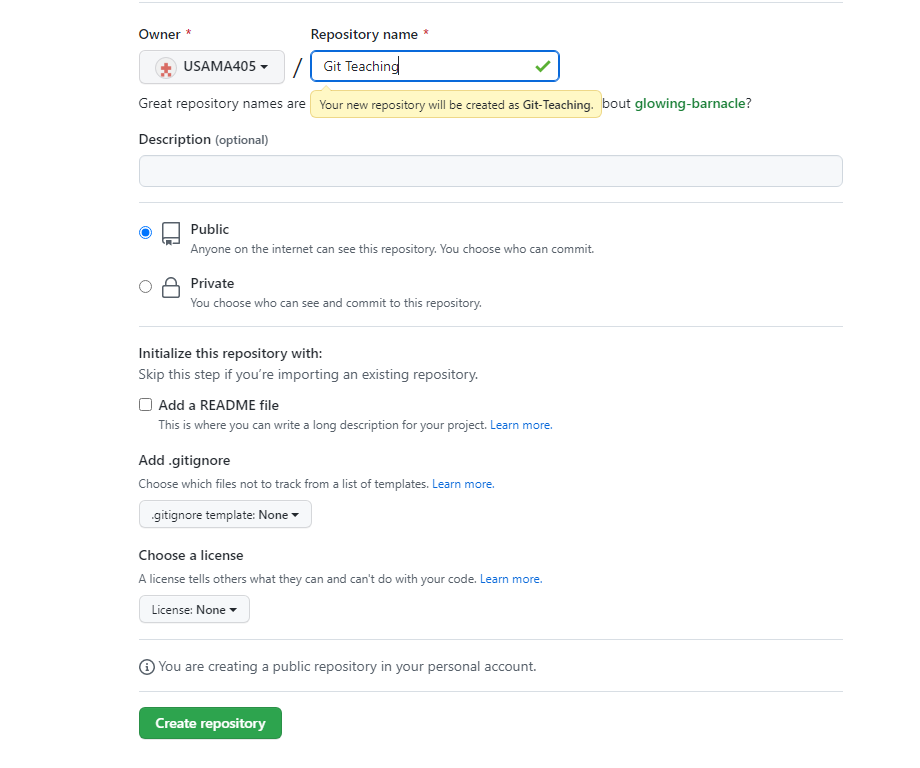 Owner * Repository name *
USAMA405 / Git Teaching
Great repository names are Your new repository will be created as Git-Teaching. bout glowing-barnacle?
Description (optional)
Public
Anyone on the internet can see this repository. You choose who can commit.
Private
You choose who can see and commit to this repository.
Initialize this repository with:
Skip this step if you’re importing an existing repository.
Add a README file
This is where you can write a long description for your project. Learn more.
Add .gitignore
Choose which files not to track from a list of templates. Learn more.
.gitignore template: None
Choose a license
A license tells others what they can and can't do with your code. Learn more.
License: None
You are creating a public repository in your personal account.
Create repository